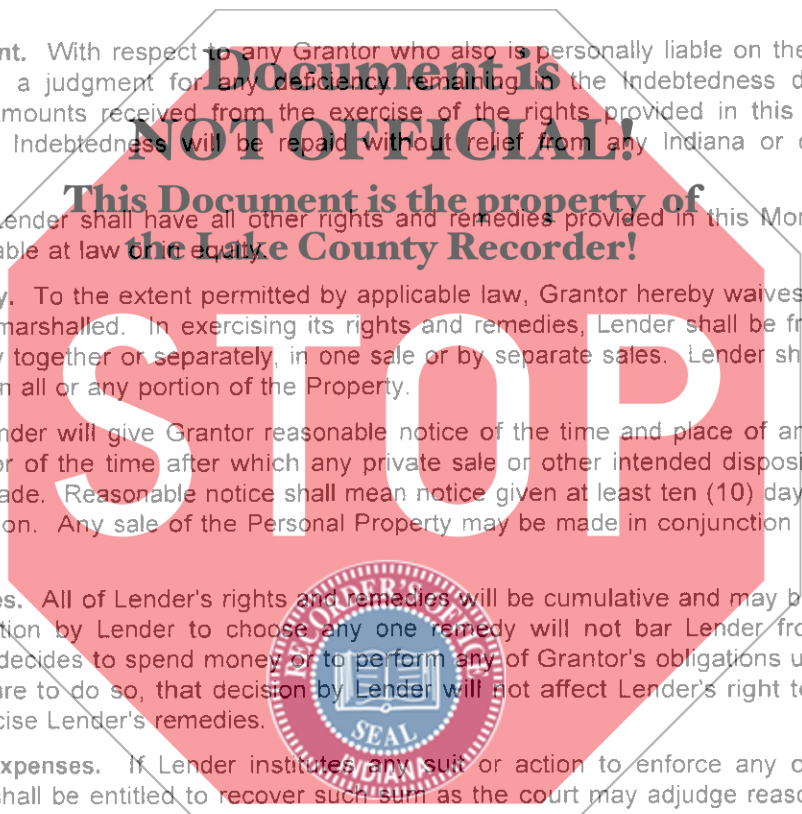 Document is
NOT OFFICIAL!
This Document is the property of
the Lake County Recorder!
STOP
RECORDER'S OFFICE
SEAL
INDIANA
nt. With respect to any Grantor who also is personally liable on the
a judgment for any deficiency remaining in the Indebtedness d
mounts received from the exercise of the rights provided in this
Indebtedness will be repaid without relief from any Indiana or
Lender shall have all other rights and remedies provided in this Mor
able at law or in equity.
y. To the extent permitted by applicable law, Grantor hereby waives
marshalled. In exercising its rights and remedies, Lender shall be fr
y together or separately, in one sale or by separate sales. Lender sh
n all or any portion of the Property.
nder will give Grantor reasonable notice of the time and place of an
or of the time after which any private sale or other intended disposi
ade. Reasonable notice shall mean notice given at least ten (10) day
on. Any sale of the Personal Property may be made in conjunction
es. All of Lender's rights and remedies will be cumulative and may b
tion by Lender to choose any one remedy will not bar Lender fro
decides to spend money or to perform any of Grantor's obligations u
ure to do so, that decision by Lender will not affect Lender's right to
cise Lender's remedies.
xpenses. If Lender institutes any suit or action to enforce any o
shall be entitled to recover such sum as the court may adjudge reaso